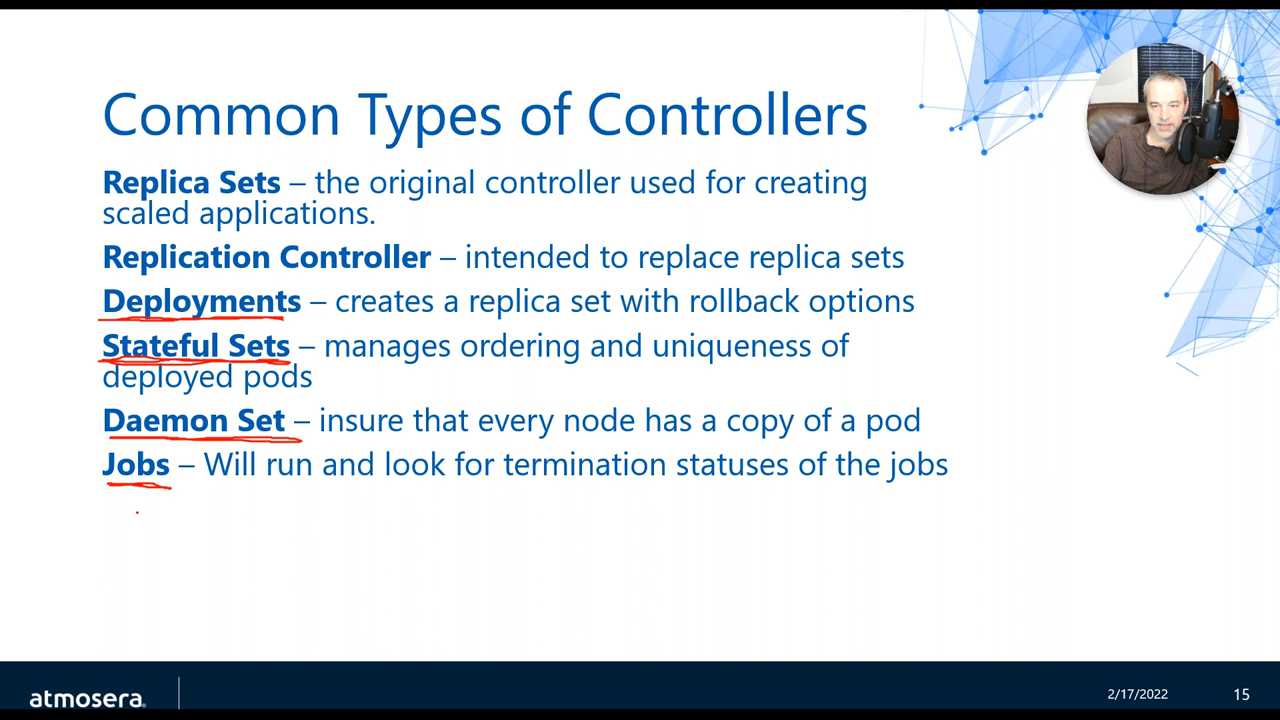 Common Types of Controllers
Replica Sets – the original controller used for creating
scaled applications.
Replication Controller – intended to replace replica sets
Deployments – creates a replica set with rollback options
Stateful Sets – manages ordering and uniqueness of
deployed pods
Daemon Set – insure that every node has a copy of a pod
Jobs – Will run and look for termination statuses of the jobs
atmosera
2/17/2022
15